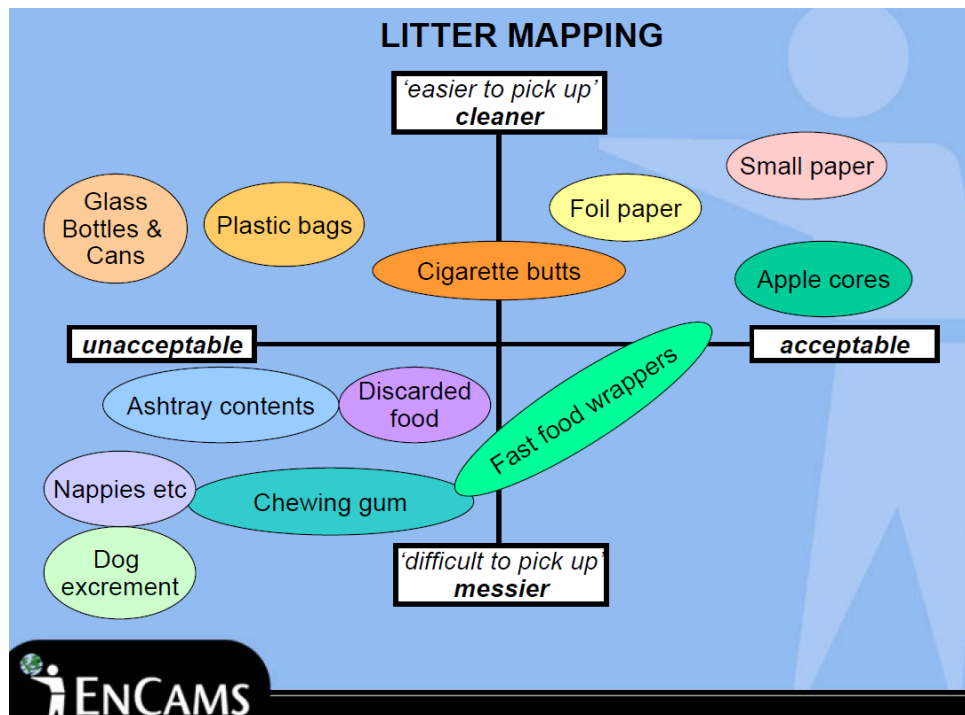 LITTER MAPPING
'easier to pick up'
cleaner
Small paper
Glass
Bottles &
Cans
Plastic bags
Foil paper
Cigarette butts
Apple cores
unacceptable
acceptable
Ashtray contents
Discarded
food
Fast food wrappers
Nappies etc
Chewing gum
Dog
excrement
'difficult to pick up'
messier
ENCAMS